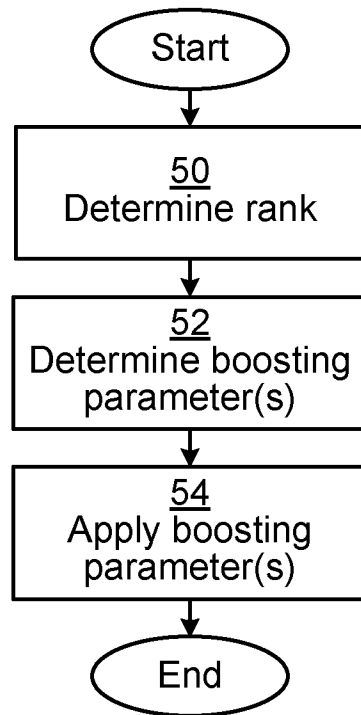 Start
50
Determine rank
52
Determine boosting
parameter(s)
54
Apply boosting
parameter(s)
End